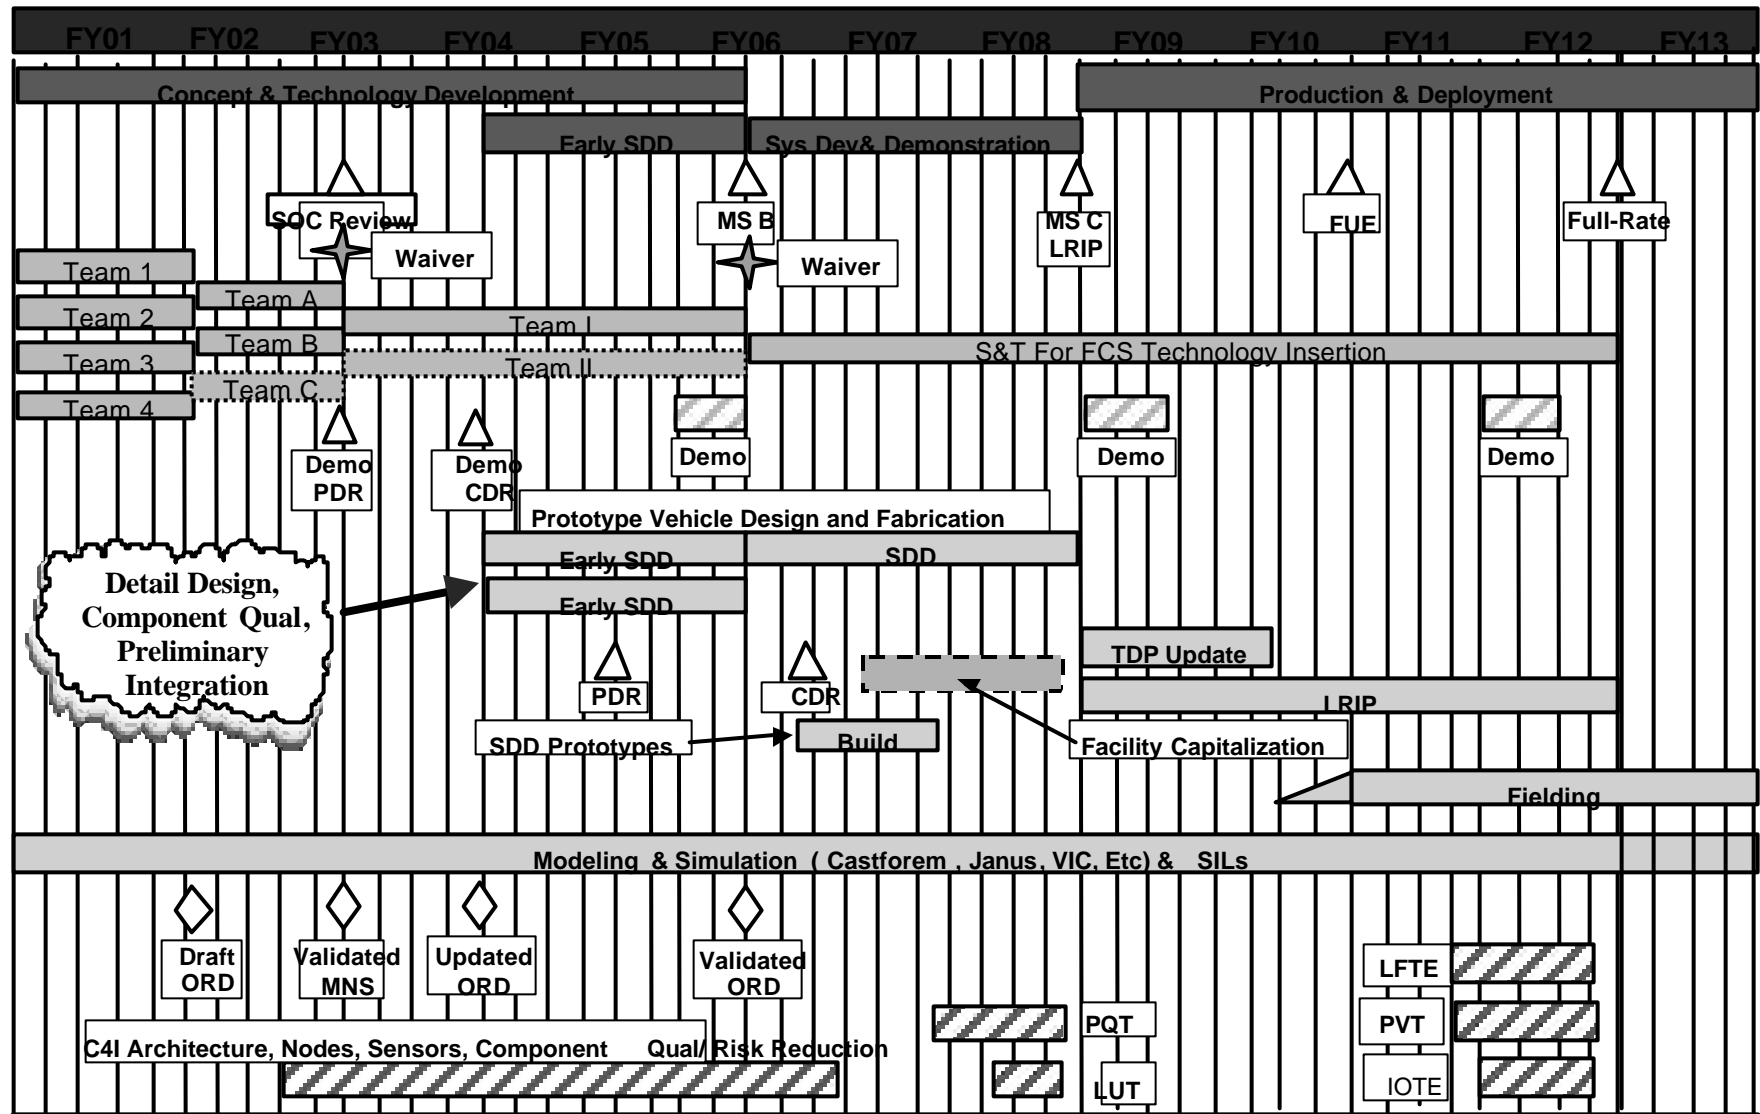 FY01 FY02 FY03 FY04 FY05 FY06 FY07 FY08 FY09 FY10 FY11 FY12 FY13
Concept & Technology Development
Production & Deployment
Early SDD
Sys Dev& Demonstration
SOC Review
MS B
MS C
LRIP
FUE
Full-Rate
Waiver
Waiver
Team 1
Team 2
Team 3
Team 4
Team A
Team B
Team C
Team I
Team II
S&T For FCS Technology Insertion
Demo
PDR
Demo
CDR
Demo
Demo
Demo
Prototype Vehicle Design and Fabrication
Early SDD
SDD
Early SDD
Detail Design,
Component Qual,
Preliminary
Integration
PDR
CDR
TDP Update
LRIP
SDD Prototypes
Build
Facility Capitalization
Fielding
Modeling & Simulation ( Castforem , Janus, VIC, Etc) & SILs
Draft
ORD
Validated
MNS
Updated
ORD
Validated
ORD
LFTE
PQT
PVT
C4I Architecture, Nodes, Sensors, Component Qual/ Risk Reduction
LUT
IOTE